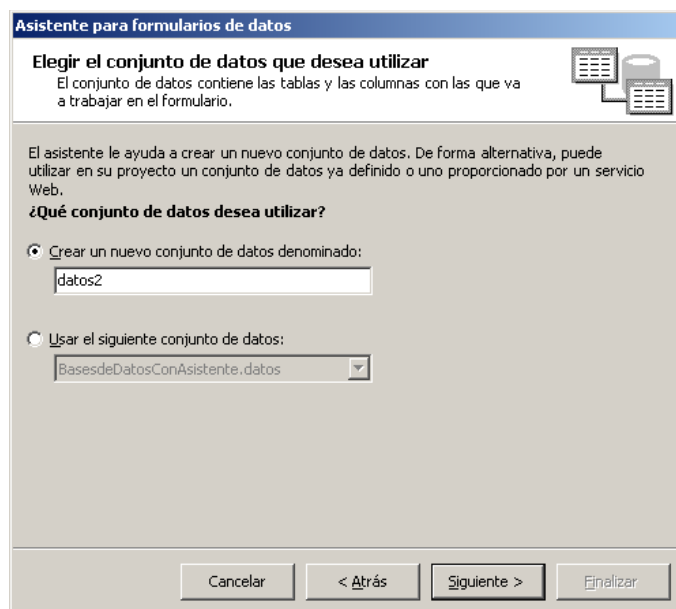 Asistente para formularios de datos
Elegir el conjunto de datos que desea utilizar
El conjunto de datos contiene las tablas y las columnas con las que va
a trabajar en el formulario.
El asistente le ayuda a crear un nuevo conjunto de datos. De forma alternativa, puede
utilizar en su proyecto un conjunto de datos ya definido o uno proporcionado por un servicio
Web.
¿Qué conjunto de datos desea utilizar?
Crear un nuevo conjunto de datos denominado:
datos2
Usar el siguiente conjunto de datos:
BasesdeDatosConAsistente.datos
Cancelar < Atrás Siguiente > Finalizar